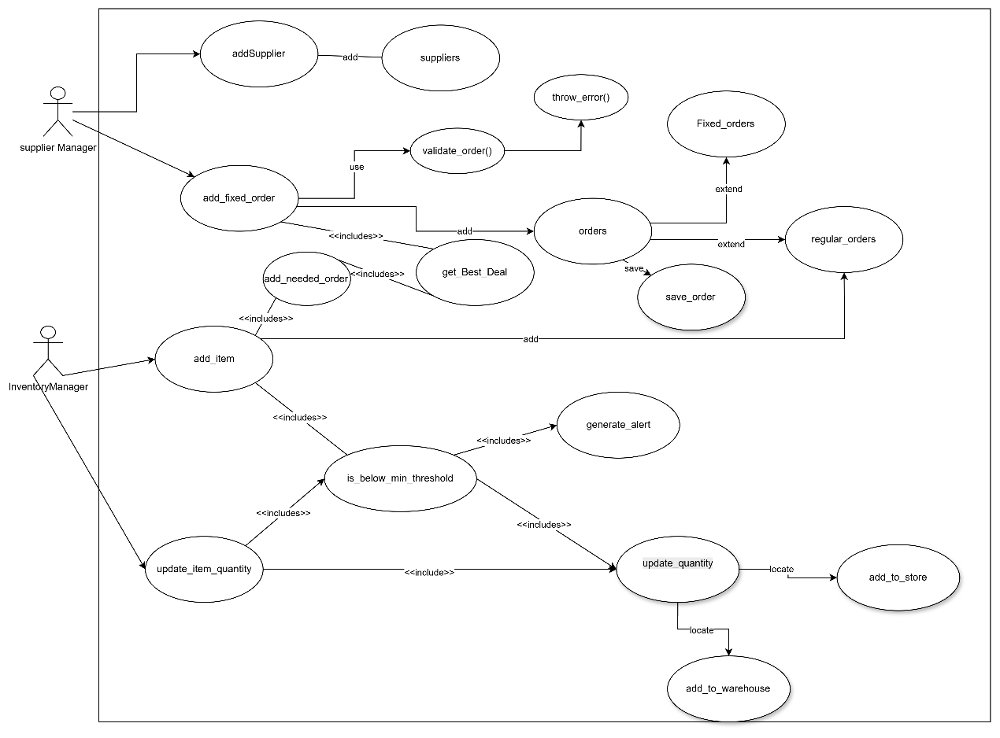 addSupplier
add
suppliers
throw_error()
Fixed_orders
supplier Manager
validate_order()
use
add_fixed_order
extend
<<includes>>
add
orders
extend
regular_orders
save
get_Best_Deal
add_needed_order
<<includes>>
save_order
<<includes>>
add
add_item
InventoryManager
<<includes>>
generate_alert
<<includes>>
is_below_min_threshold
<<includes>>
<<includes>>
update_item_quantity
<<include>>
update_quantity
locate
add_to_store
locate
add_to_warehouse